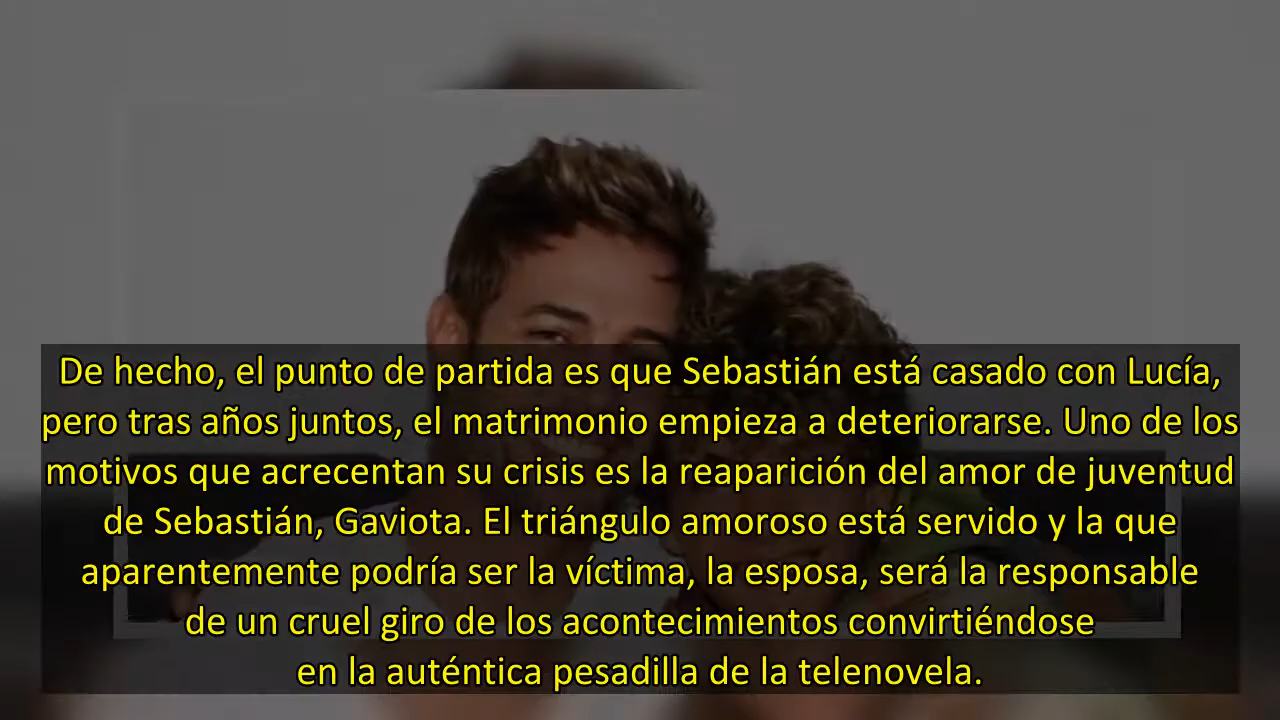 De hecho, el punto de partida es que Sebastián está casado con Lucía,
pero tras años juntos, el matrimonio empieza a deteriorarse. Uno de los
motivos que acrecentan su crisis es la reaparición del amor de juventud
de Sebastián, Gaviota. El triángulo amoroso está servido y la que
aparentemente podría ser la víctima, la esposa, será la responsable
de un cruel giro de los acontecimientos convirtiéndose
en la auténtica pesadilla de la telenovela.